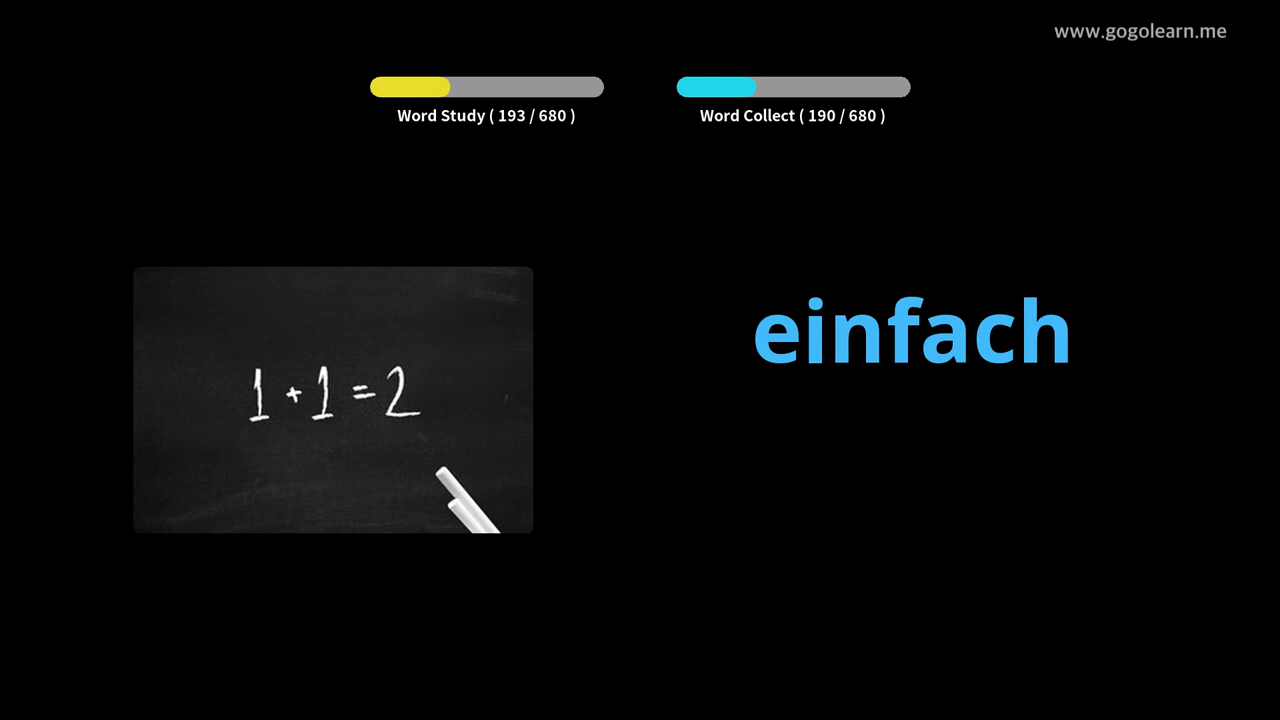 www.gogolearn.me
Word Study ( 193 / 680 )
Word Collect ( 190 / 680 )
einfach
1 + 1 = 2